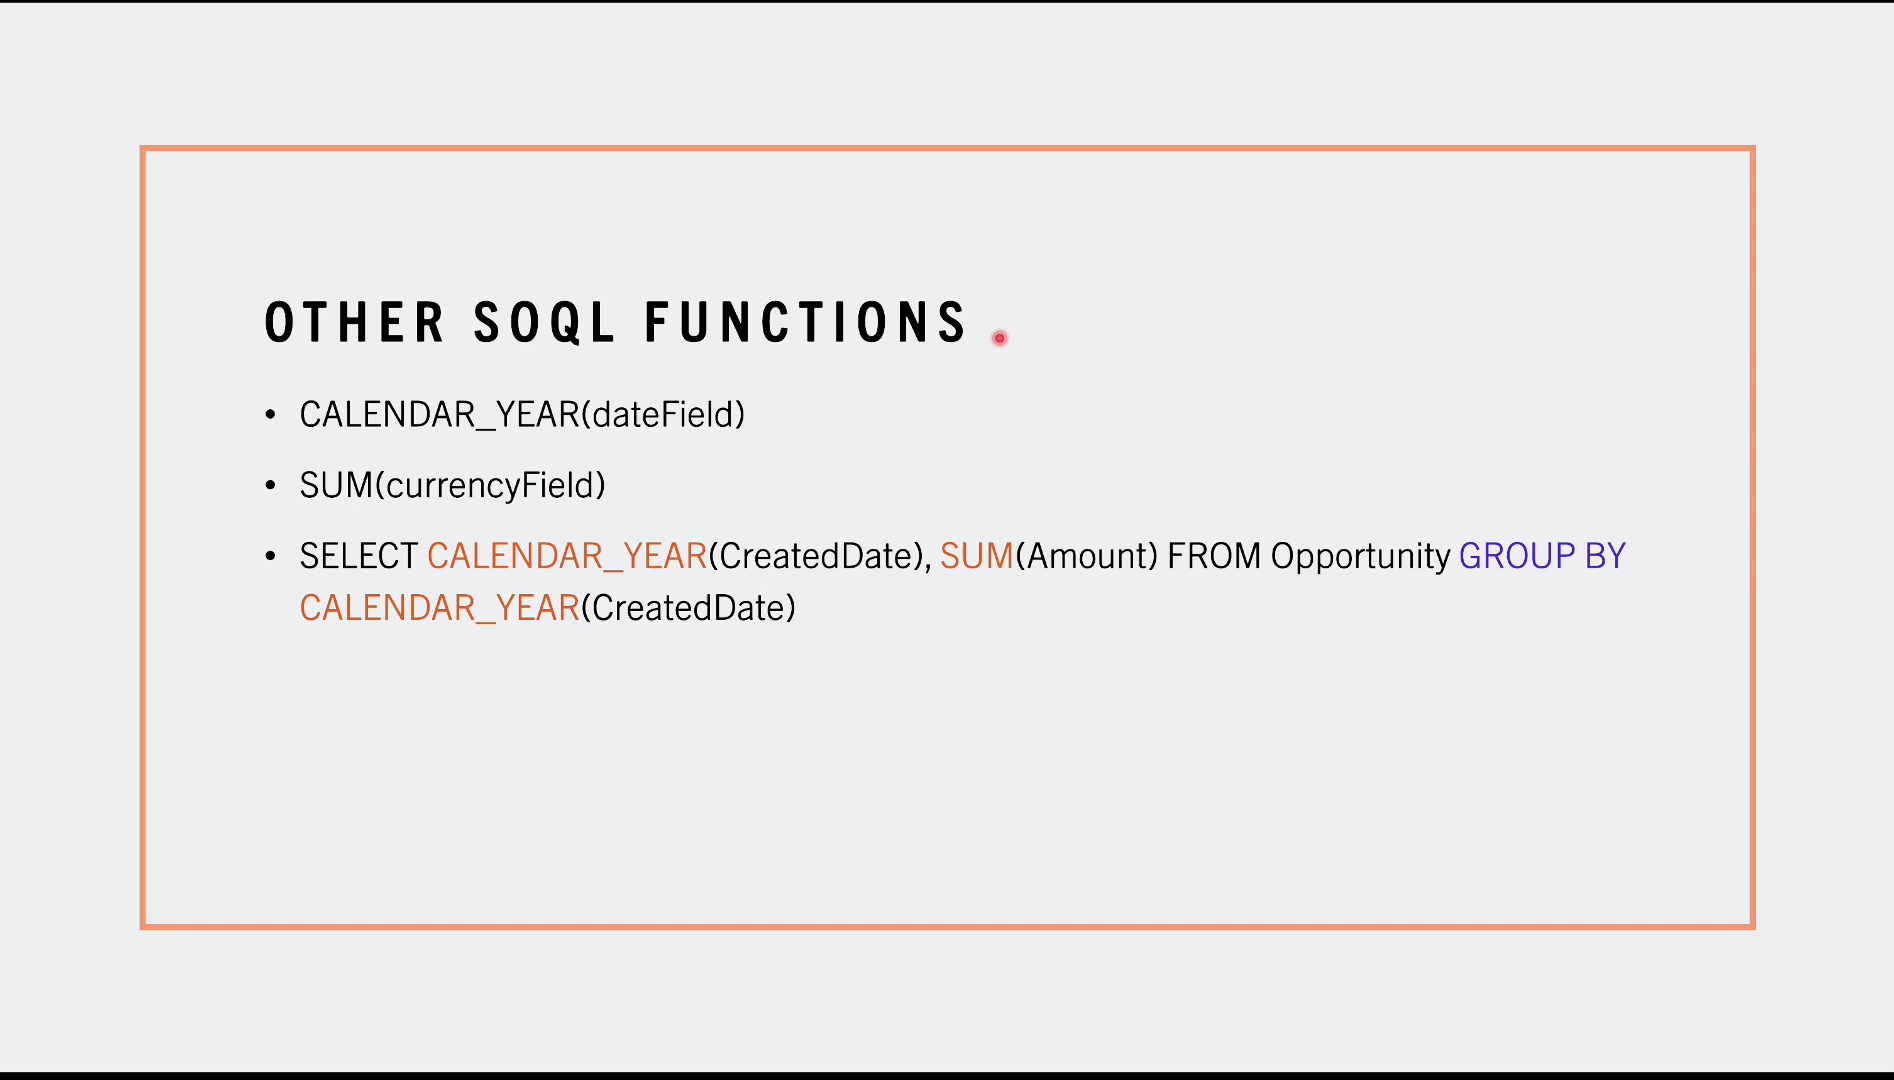 OTHER SOQL FUNCTIONS
• CALENDAR_YEAR(dateField)
• SUM(currencyField)
• SELECT CALENDAR_YEAR(CreatedDate), SUM(Amount) FROM Opportunity GROUP BY
CALENDAR_YEAR(CreatedDate)